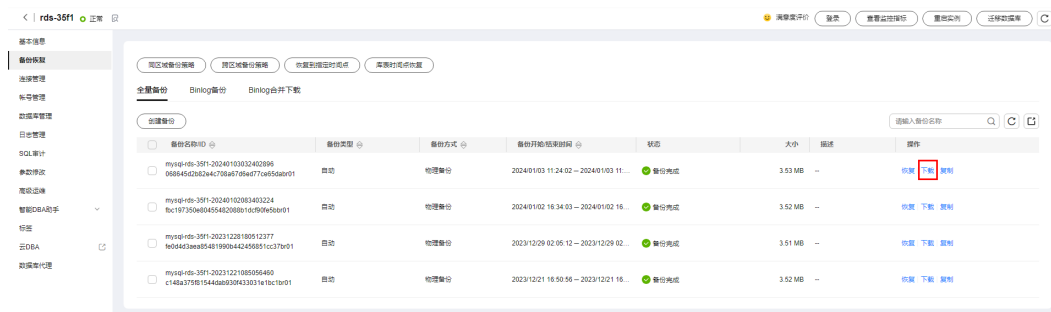 rds-35f1 正常
满意度评价 登录 查看监控指标 重启实例 迁移数据库
基本信息
备份恢复
连接管理
帐号管理
数据库管理
日志管理
SQL审计
参数修改
高级运维
智能DBA助手
标签
云DBA
数据库代理
同区域备份策略 跨区域备份策略 恢复到指定时间点 库表时间点恢复
全量备份 Binlog备份 Binlog合并下载
创建备份 请输入备份名称
备份名称/ID 备份类型 备份方式 备份开始/结束时间 状态 大小 描述 操作
mysql-rds-35f1-20240103032402896
068645d2b82e4c708a67d6ed77ce65dabr01
自动 物理备份 2024/01/03 11:24:02 – 2024/01/03 11:... 备份完成 3.53 MB – 恢复 下载 复制
mysql-rds-35f1-20240102083403224
fbc197350e80455482088b1dcf90fe5bbr01
自动 物理备份 2024/01/02 16:34:03 – 2024/01/02 16... 备份完成 3.52 MB – 恢复 下载 复制
mysql-rds-35f1-20231228180512377
fe0d4d3aea85481990b442456851cc37br01
自动 物理备份 2023/12/29 02:05:12 – 2023/12/29 02... 备份完成 3.51 MB – 恢复 下载 复制
mysql-rds-35f1-20231221085056460
c148a375f81544dab930f433031e1bc1br01
自动 物理备份 2023/12/21 16:50:56 – 2023/12/21 16... 备份完成 3.52 MB – 恢复 下载 复制